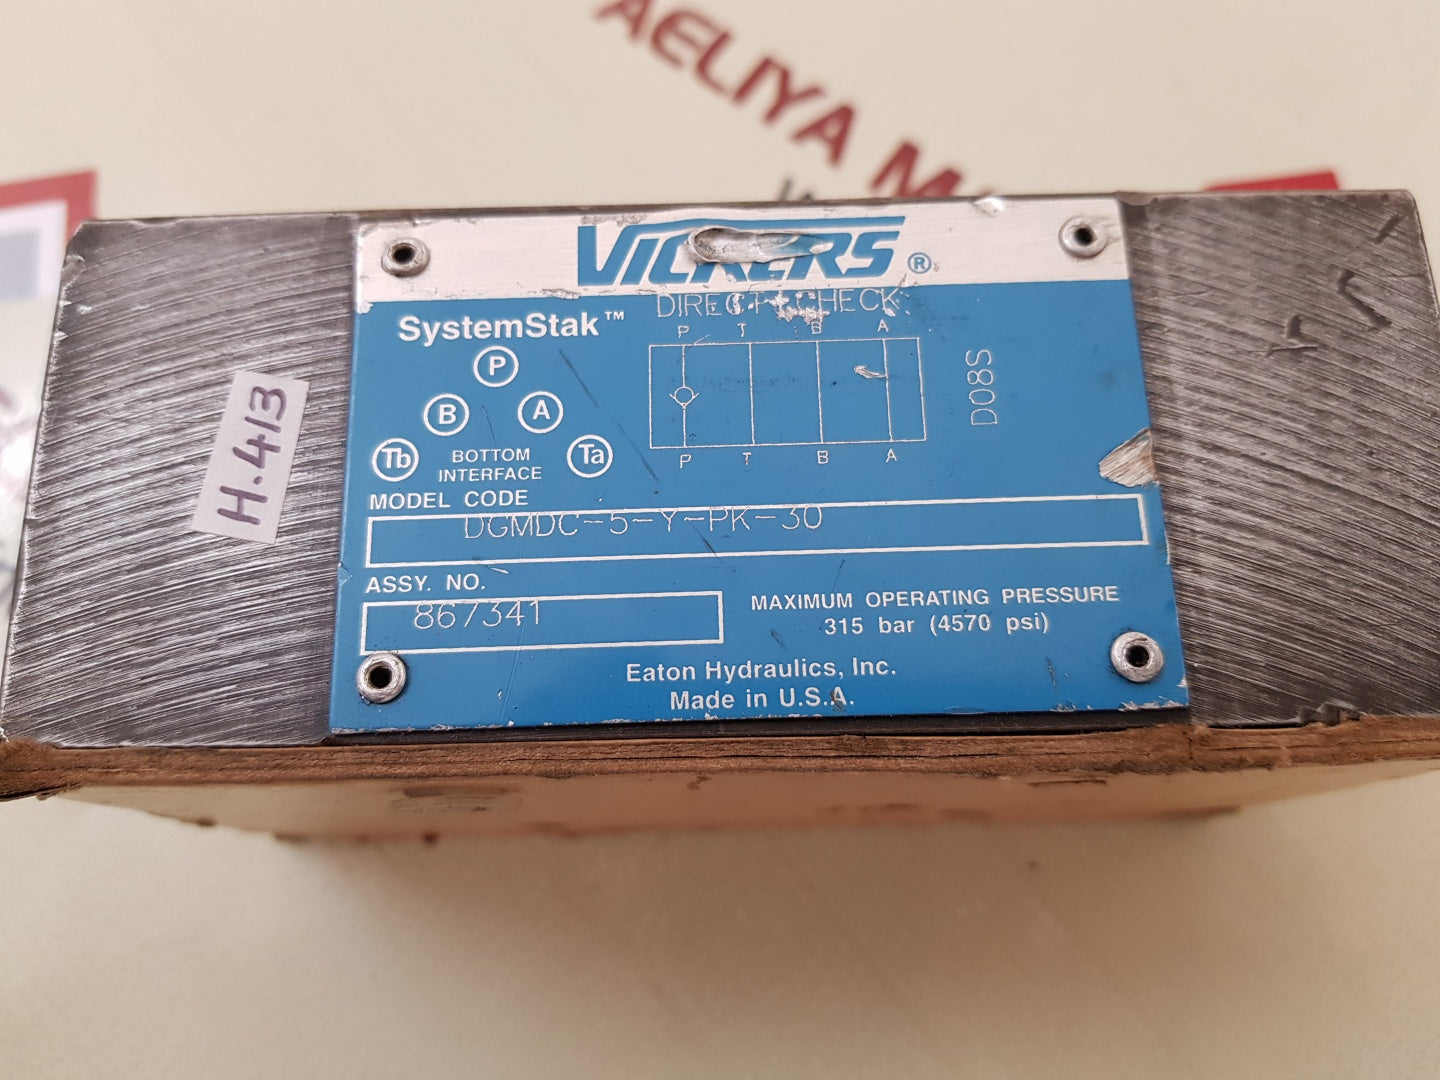 AELIYA M
VICKERS ®
DIRECT CHECK
SystemStak™
P T B A
P
B A
Tb Ta
BOTTOM
INTERFACE
P T B A
D08S
H.413
MODEL CODE
DGMDC-5-Y-PK-30
ASSY. NO.
867341
MAXIMUM OPERATING PRESSURE
315 bar (4570 psi)
Eaton Hydraulics, Inc.
Made in U.S.A.